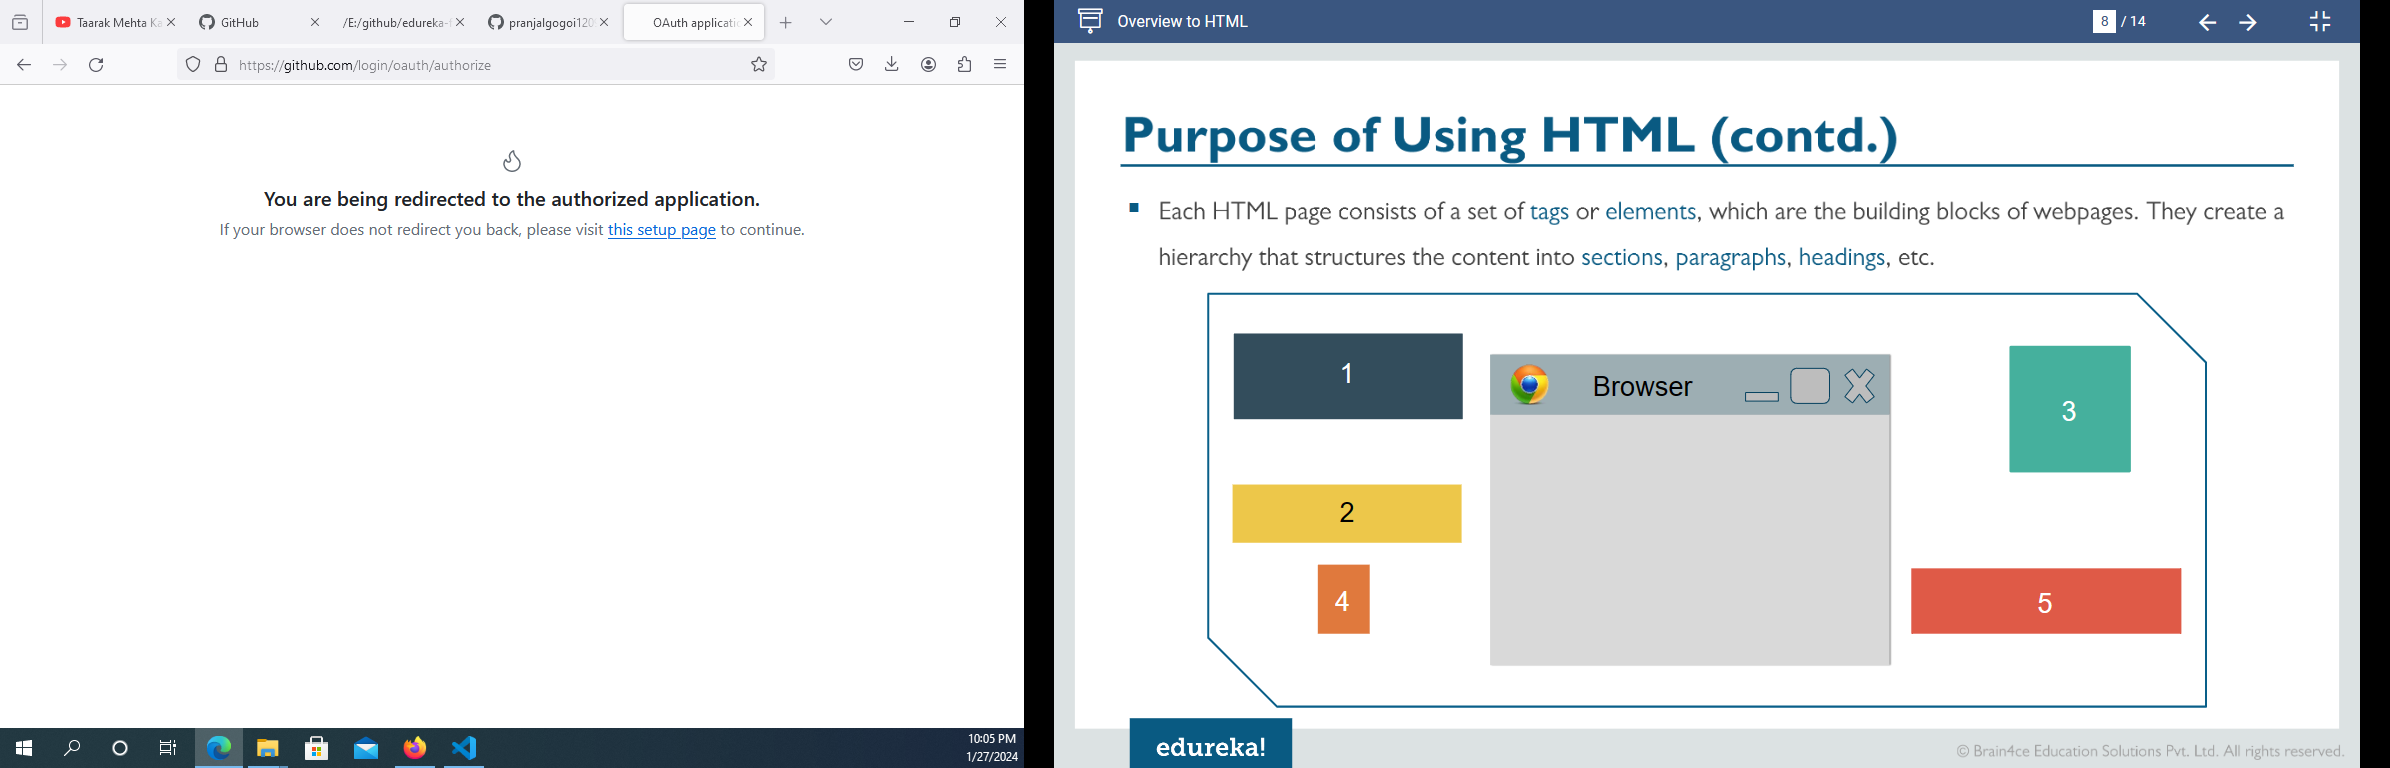 Taarak Mehta Ka
GitHub
/E:/github/edureka-
pranjalgogoi120
OAuth applicatio
https://github.com/login/oauth/authorize
You are being redirected to the authorized application.
If your browser does not redirect you back, please visit this setup page to continue.
10:05 PM
1/27/2024
Overview to HTML
8 / 14
Purpose of Using HTML (contd.)
Each HTML page consists of a set of tags or elements, which are the building blocks of webpages. They create a
hierarchy that structures the content into sections, paragraphs, headings, etc.
1
Browser
3
2
4
5
edureka!
© Brain4ce Education Solutions Pvt. Ltd. All rights reserved.